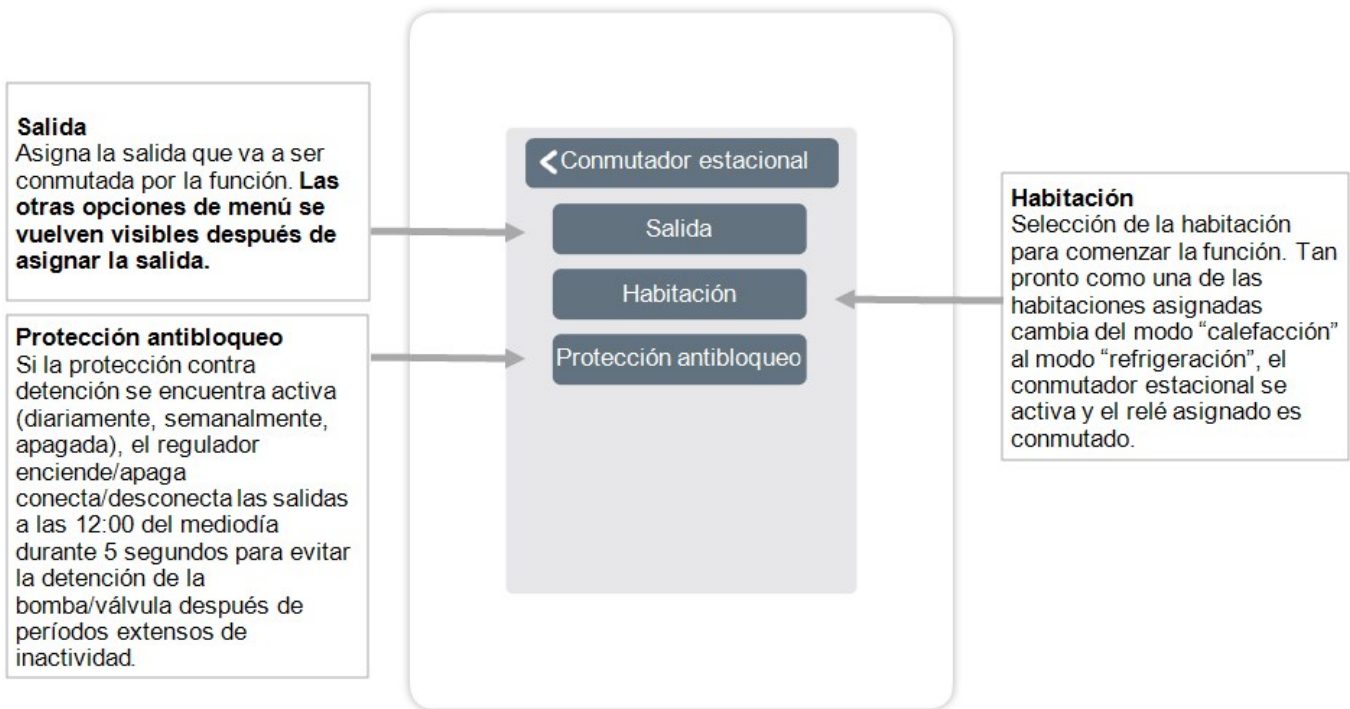 Salida
Asigna la salida que va a ser
conmutada por la función. Las
otras opciones de menú se
vuelven visibles después de
asignar la salida.
Protección antibloqueo
Si la protección contra
detención se encuentra activa
(diariamente, semanalmente,
apagada), el regulador
enciende/apaga
conecta/desconecta las salidas
a las 12:00 del mediodía
durante 5 segundos para evitar
la detención de la
bomba/válvula después de
períodos extensos de
inactividad.
Conmutador estacional
Salida
Habitación
Protección antibloqueo
Habitación
Selección de la habitación
para comenzar la función. Tan
pronto como una de las
habitaciones asignadas
cambia del modo “calefacción”
al modo “refrigeración”, el
conmutador estacional se
activa y el relé asignado es
conmutado.